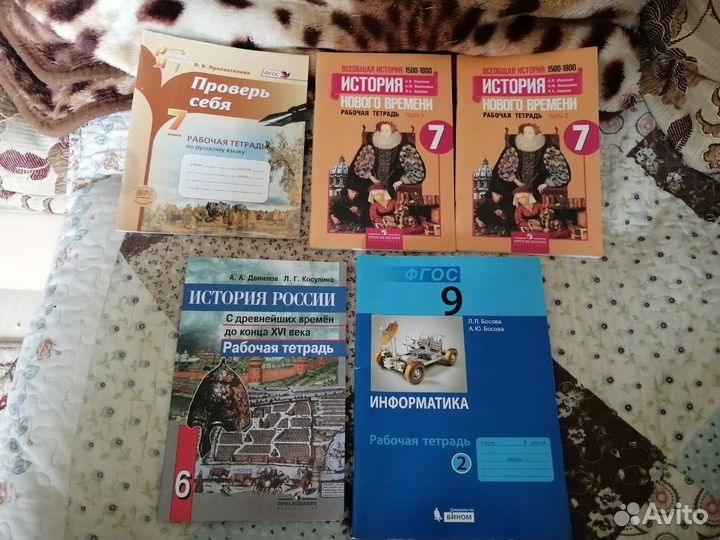 Л. А. Прохватилина
ФГОС
Проверь
себя
7
класс
РАБОЧАЯ ТЕТРАДЬ
по русскому языку
ВСЕОБЩАЯ ИСТОРИЯ 1500-1800
ИСТОРИЯ
НОВОГО ВРЕМЕНИ
РАБОЧАЯ ТЕТРАДЬ Часть 1
7
ПРОСВЕЩЕНИЕ
ВСЕОБЩАЯ ИСТОРИЯ 1500-1800
ИСТОРИЯ
НОВОГО ВРЕМЕНИ
РАБОЧАЯ ТЕТРАДЬ Часть 2
7
ПРОСВЕЩЕНИЕ
А. А. Данилов Л. Г. Косулина
ИСТОРИЯ РОССИИ
С древнейших времён
до конца XVI века
Рабочая тетрадь
6
ПРОСВЕЩЕНИЕ
ФГОС
9
Л.Л. Босова
А.Ю. Босова
ИНФОРМАТИКА
Рабочая тетрадь
2
БИНОМ
Avito